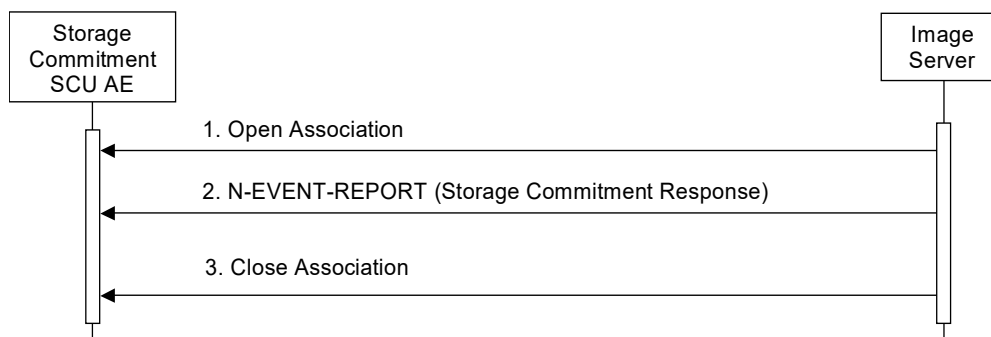 Storage
Commitment
SCU AE
Image
Server
1. Open Association
2. N-EVENT-REPORT (Storage Commitment Response)
3. Close Association